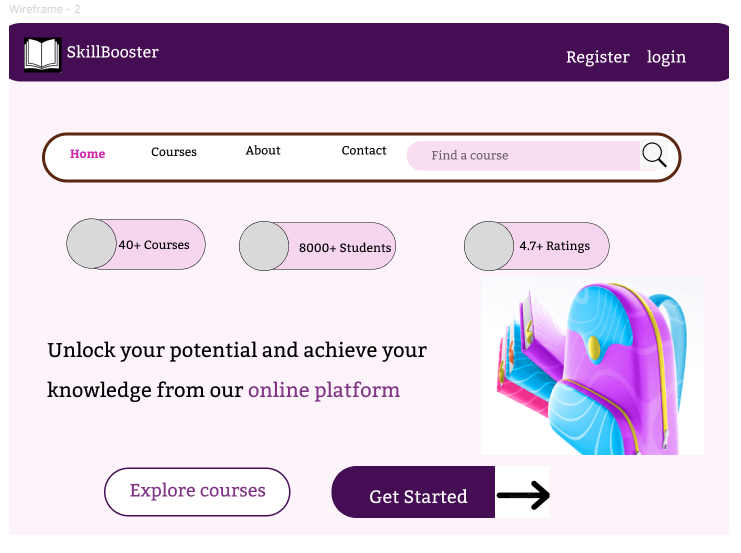 Wireframe - 2
SkillBooster
Register login
Home Courses About Contact Find a course
40+ Courses 8000+ Students 4.7+ Ratings
Unlock your potential and achieve your
knowledge from our online platform
Explore courses Get Started